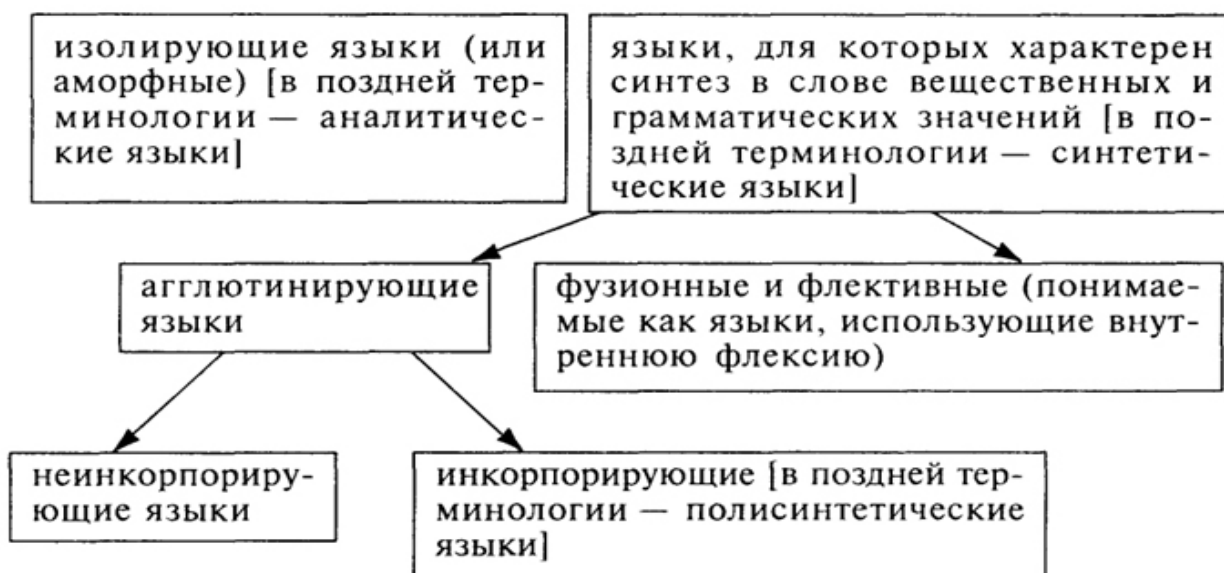 изолирующие языки (или
аморфные) [в поздней тер-
минологии — аналитичес-
кие языки]
языки, для которых характерен
синтез в слове вещественных и
грамматических значений [в по-
здней терминологии — синтети-
ческие языки]
агглютинирующие
языки
фузионные и флективные (понимае-
мые как языки, использующие внут-
реннюю флексию)
неинкорпориру-
ющие языки
инкорпорирующие [в поздней тер-
минологии — полисинтетические
языки]